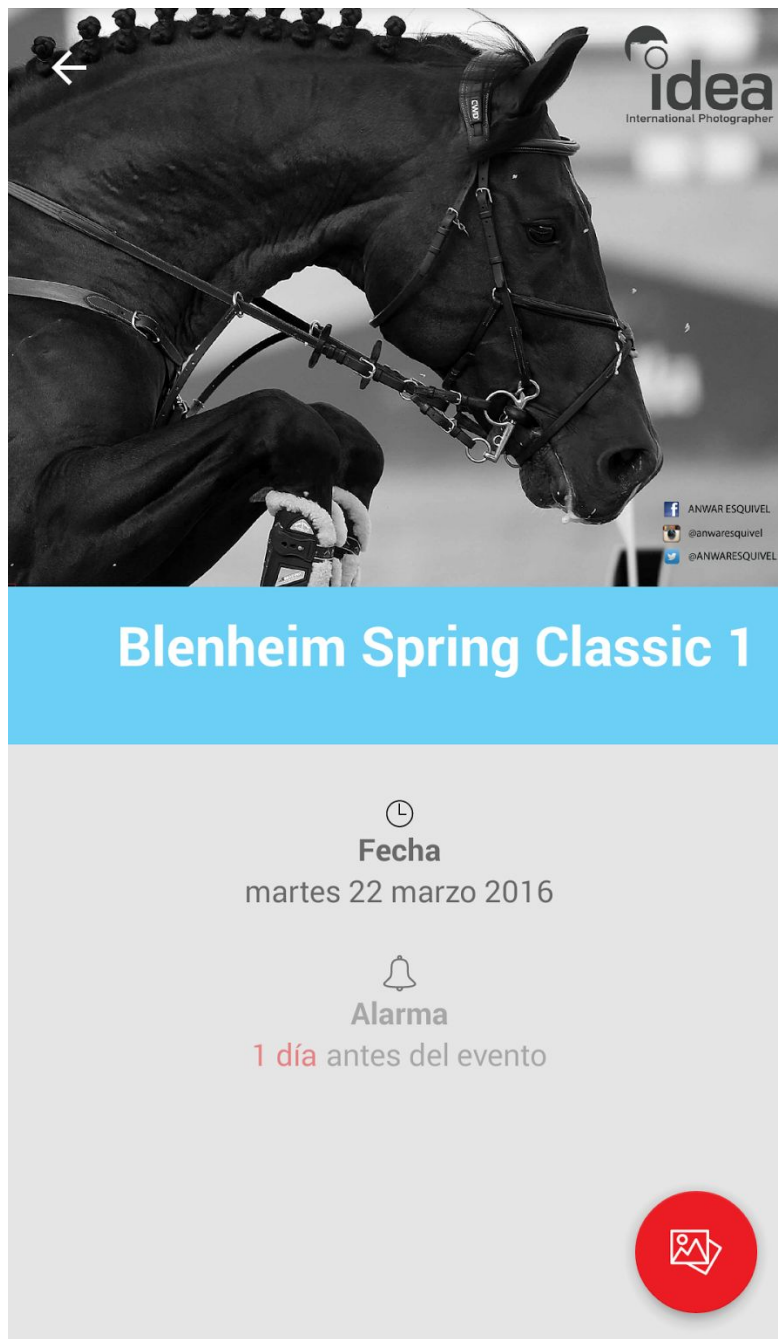 idea
International Photographer
CWD
ANWAR ESQUIVEL
@anwaresquivel
@ANWARESQUIVEL
Blenheim Spring Classic 1
Fecha
martes 22 marzo 2016
Alarma
1 día antes del evento